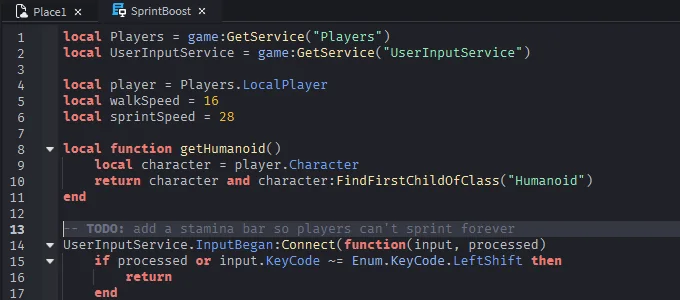 Place1 × SprintBoost ×
1 local Players = game:GetService("Players")
2 local UserInputService = game:GetService("UserInputService")
3
4 local player = Players.LocalPlayer
5 local walkSpeed = 16
6 local sprintSpeed = 28
7
8 local function getHumanoid()
9     local character = player.Character
10     return character and character:FindFirstChildOfClass("Humanoid")
11 end
12
13 -- TODO: add a stamina bar so players can't sprint forever
14 UserInputService.InputBegan:Connect(function(input, processed)
15     if processed or input.KeyCode ~= Enum.KeyCode.LeftShift then
16         return
17     end